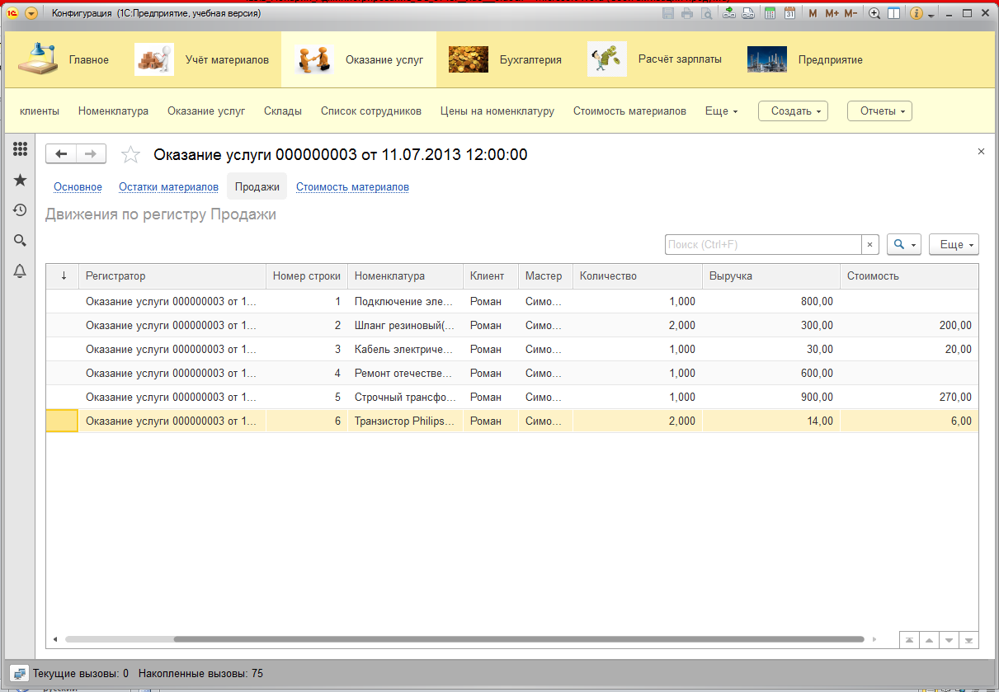 Конфигурация (1С:Предприятие, учебная версия)
M M+ M-
Главное Учёт материалов Оказание услуг Бухгалтерия Расчёт зарплаты Предприятие
клиенты Номенклатура Оказание услуг Склады Список сотрудников Цены на номенклатуру Стоимость материалов Еще Создать Отчеты
Оказание услуги 000000003 от 11.07.2013 12:00:00
Основное Остатки материалов Продажи Стоимость материалов
Движения по регистру Продажи
Поиск (Ctrl+F) × Еще
↓ Регистратор Номер строки Номенклатура Клиент Мастер Количество Выручка Стоимость
Оказание услуги 000000003 от 1... 1 Подключение эле... Роман Симо... 1,000 800,00
Оказание услуги 000000003 от 1... 2 Шланг резиновый(... Роман Симо... 2,000 300,00 200,00
Оказание услуги 000000003 от 1... 3 Кабель электриче... Роман Симо... 1,000 30,00 20,00
Оказание услуги 000000003 от 1... 4 Ремонт отечестве... Роман Симо... 1,000 600,00
Оказание услуги 000000003 от 1... 5 Строчный трансфо... Роман Симо... 1,000 900,00 270,00
Оказание услуги 000000003 от 1... 6 Транзистор Philips... Роман Симо... 2,000 14,00 6,00
Текущие вызовы: 0 Накопленные вызовы: 75